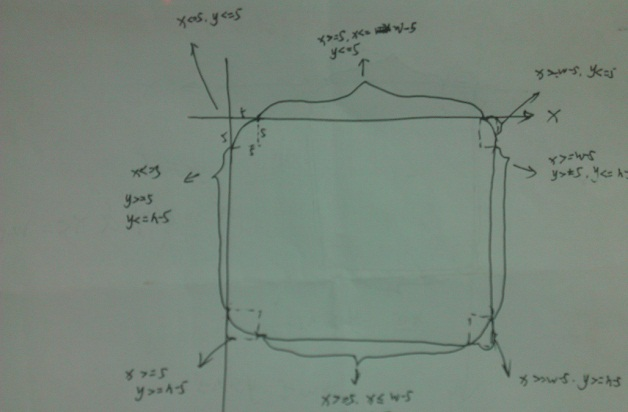 x<=5, y<=5
x>=5, x<= w-5
y<=5
x>=w-5, y<=5
X
5
5
5
x<=5
y>=5
y<=h-5
x>=w-5
y>=5, y<=h-5
x>=5
y>=h-5
x>=5, x≤ w-5
x>=w-5, y>=h-5